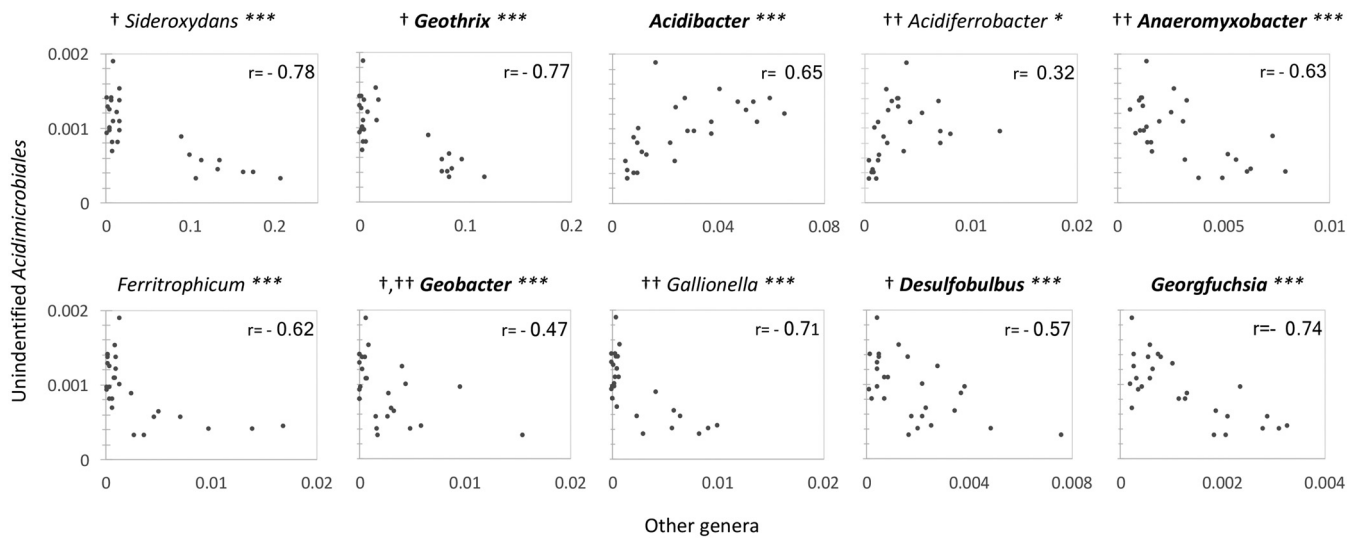 † Sideroxydans ***
† Geothrix ***
Acidibacter ***
†† Acidiferrobacter *
†† Anaeromyxobacter ***
0.002
0.001
0
r= - 0.78
r= - 0.77
r= 0.65
r= 0.32
r= - 0.63
0 0.1 0.2
0 0.1 0.2
0 0.04 0.08
0 0.01 0.02
0 0.005 0.01
Unindentified Acidimicrobiales
Ferritrophicum ***
†,†† Geobacter ***
†† Gallionella ***
† Desulfobulbus ***
Georgfuchsia ***
0.002
0.001
0
r= - 0.62
r= - 0.47
r= - 0.71
r= - 0.57
r=- 0.74
0 0.01 0.02
0 0.01 0.02
0 0.01 0.02
0 0.004 0.008
0 0.002 0.004
Other genera